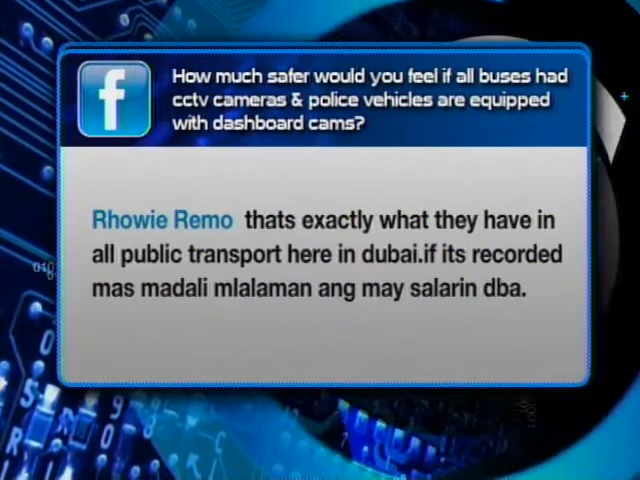 How much safer would you feel if all buses had
cctv cameras & police vehicles are equipped
with dashboard cams?
Rhowie Remo thats exactly what they have in
all public transport here in dubai.if its recorded
mas madali mlalaman ang may salarin dba.